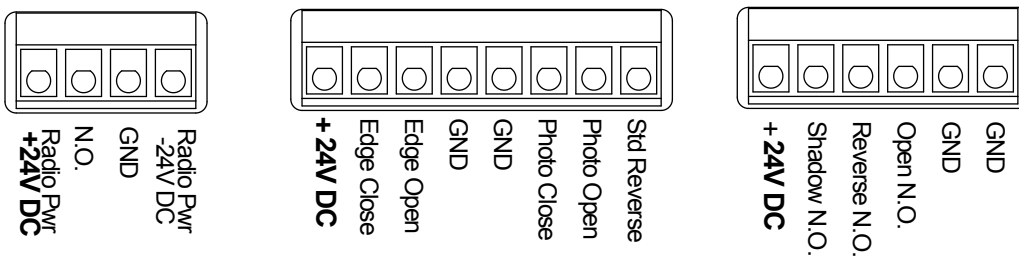 Radio Pwr
+24V DC
N.O.
GND
Radio Pwr
-24V DC
+ 24V DC
Edge Close
Edge Open
GND
GND
Photo Close
Photo Open
Std Reverse
+ 24V DC
Shadow N.O.
Reverse N.O.
Open N.O.
GND
GND